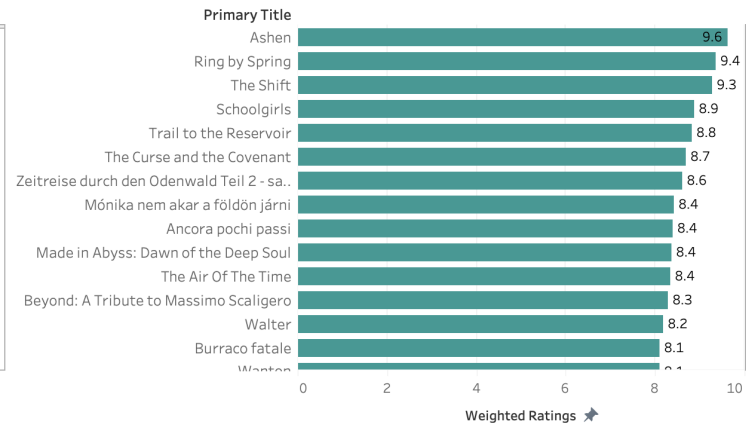 Primary Title
Ashen 9.6
Ring by Spring 9.4
The Shift 9.3
Schoolgirls 8.9
Trail to the Reservoir 8.8
The Curse and the Covenant 8.7
Zeitreise durch den Odenwald Teil 2 - sa.. 8.6
Mónika nem akar a földön járni 8.4
Ancora pochi passi 8.4
Made in Abyss: Dawn of the Deep Soul 8.4
The Air Of The Time 8.4
Beyond: A Tribute to Massimo Scaligero 8.3
Walter 8.2
Burraco fatale 8.1
Wanton 8.1
0 2 4 6 8 10
Weighted Ratings